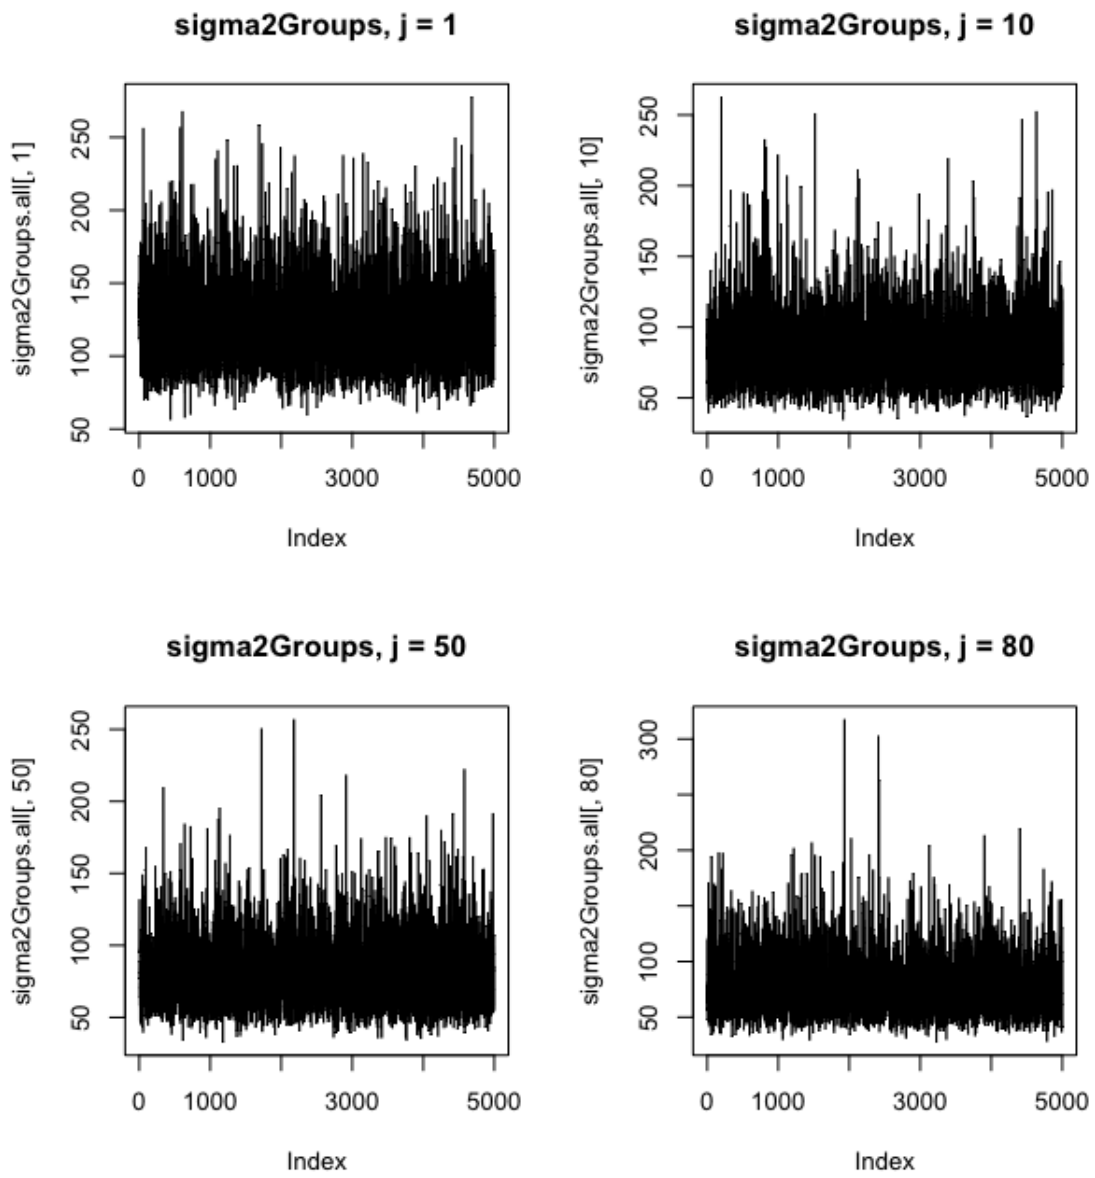 sigma2Groups, j = 1
sigma2Groups.all[, 1]
250
200
150
100
50
0 1000 3000 5000
Index
sigma2Groups, j = 10
sigma2Groups.all[, 10]
250
200
150
100
50
0 1000 3000 5000
Index
sigma2Groups, j = 50
sigma2Groups.all[, 50]
250
200
150
100
50
0 1000 3000 5000
Index
sigma2Groups, j = 80
sigma2Groups.all[, 80]
300
200
100
50
0 1000 3000 5000
Index